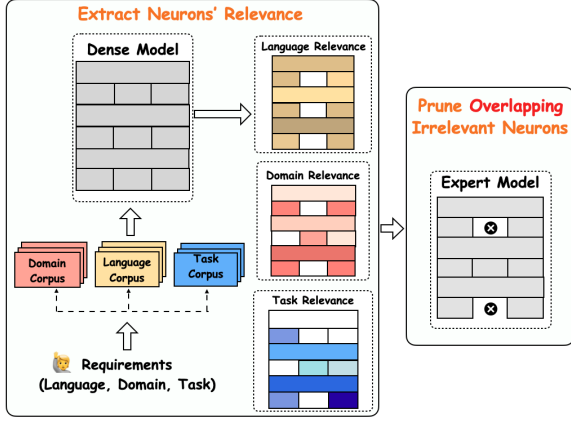 Extract Neurons' Relevance
Dense Model
Language Relevance
Domain Relevance
Task Relevance
Domain
Corpus
Language
Corpus
Task
Corpus
Requirements
(Language, Domain, Task)
Prune Overlapping
Irrelevant Neurons
Expert Model